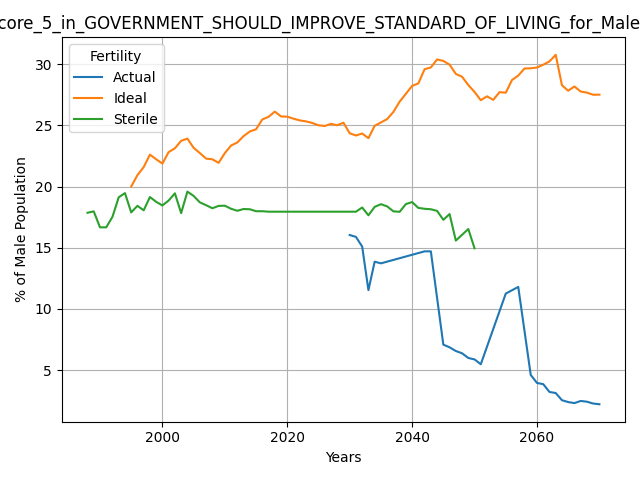 core_5_in_GOVERNMENT_SHOULD_IMPROVE_STANDARD_OF_LIVING_for_Male
Fertility
Actual
Ideal
Sterile
% of Male Population
30
25
20
15
10
5
2000
2020
2040
2060
Years